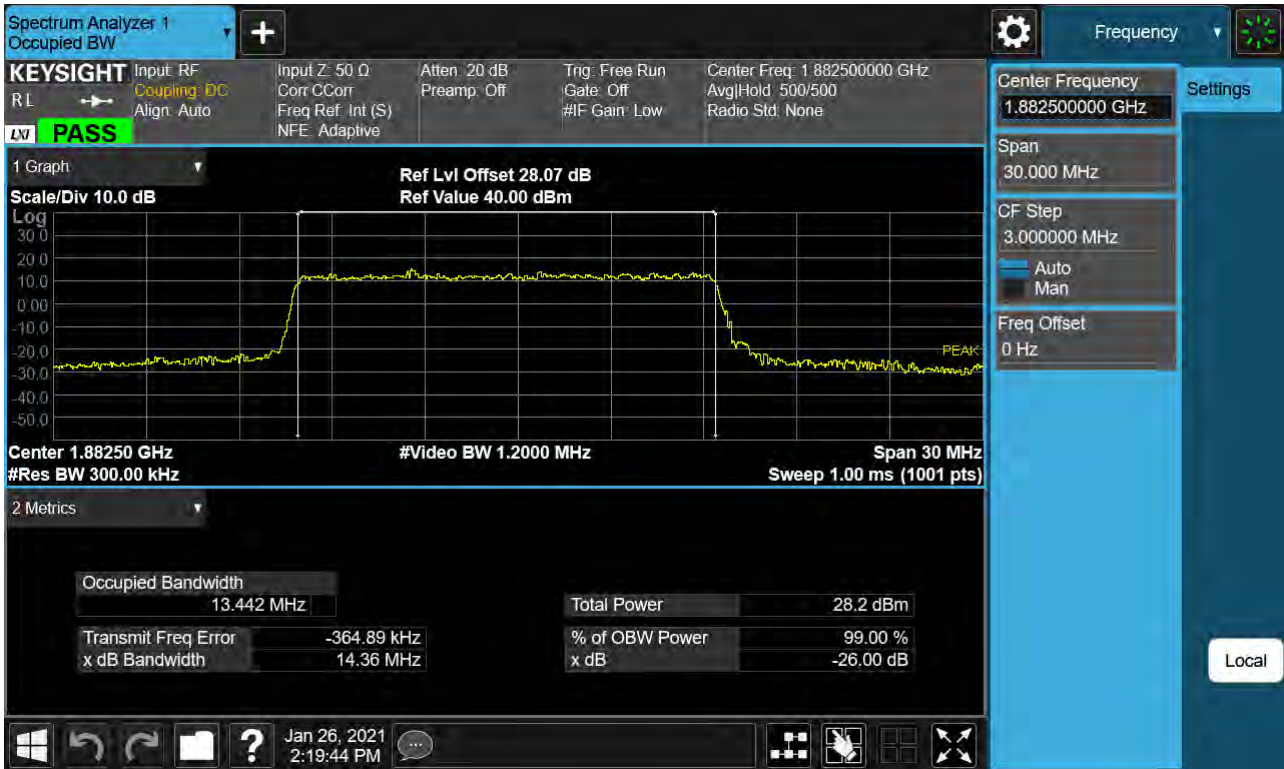 Spectrum Analyzer 1
Occupied BW
+
Frequency
KEYSIGHT
RL
LXI
PASS
Input: RF
Coupling: DC
Align: Auto
Input Z: 50 Ω
Corr CCorr
Freq Ref: Int (S)
NFE: Adaptive
Atten: 20 dB
Preamp: Off
Trig: Free Run
Gate: Off
#IF Gain: Low
Center Freq: 1.882500000 GHz
Avg|Hold: 500/500
Radio Std: None
Center Frequency
1.882500000 GHz
Settings
Span
30.000 MHz
CF Step
3.000000 MHz
Auto
Man
Freq Offset
0 Hz
Local
1 Graph
Scale/Div 10.0 dB
Ref Lvl Offset 28.07 dB
Ref Value 40.00 dBm
Log
30.0
20.0
10.0
0.00
-10.0
-20.0
-30.0
-40.0
-50.0
PEAK
Center 1.88250 GHz
#Res BW 300.00 kHz
#Video BW 1.2000 MHz
Span 30 MHz
Sweep 1.00 ms (1001 pts)
2 Metrics
Occupied Bandwidth
13.442 MHz
Transmit Freq Error -364.89 kHz
x dB Bandwidth 14.36 MHz
Total Power 28.2 dBm
% of OBW Power 99.00 %
x dB -26.00 dB
?
Jan 26, 2021
2:19:44 PM